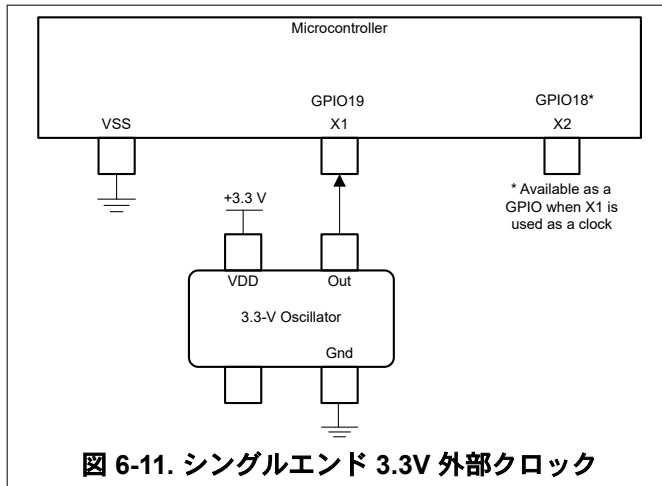 Microcontroller
GPIO19
GPIO18*
VSS
X1
X2
* Available as a
GPIO when X1 is
used as a clock
+3.3 V
VDD
Out
3.3-V Oscillator
Gnd
図 6-11. シングルエンド 3.3V 外部クロック